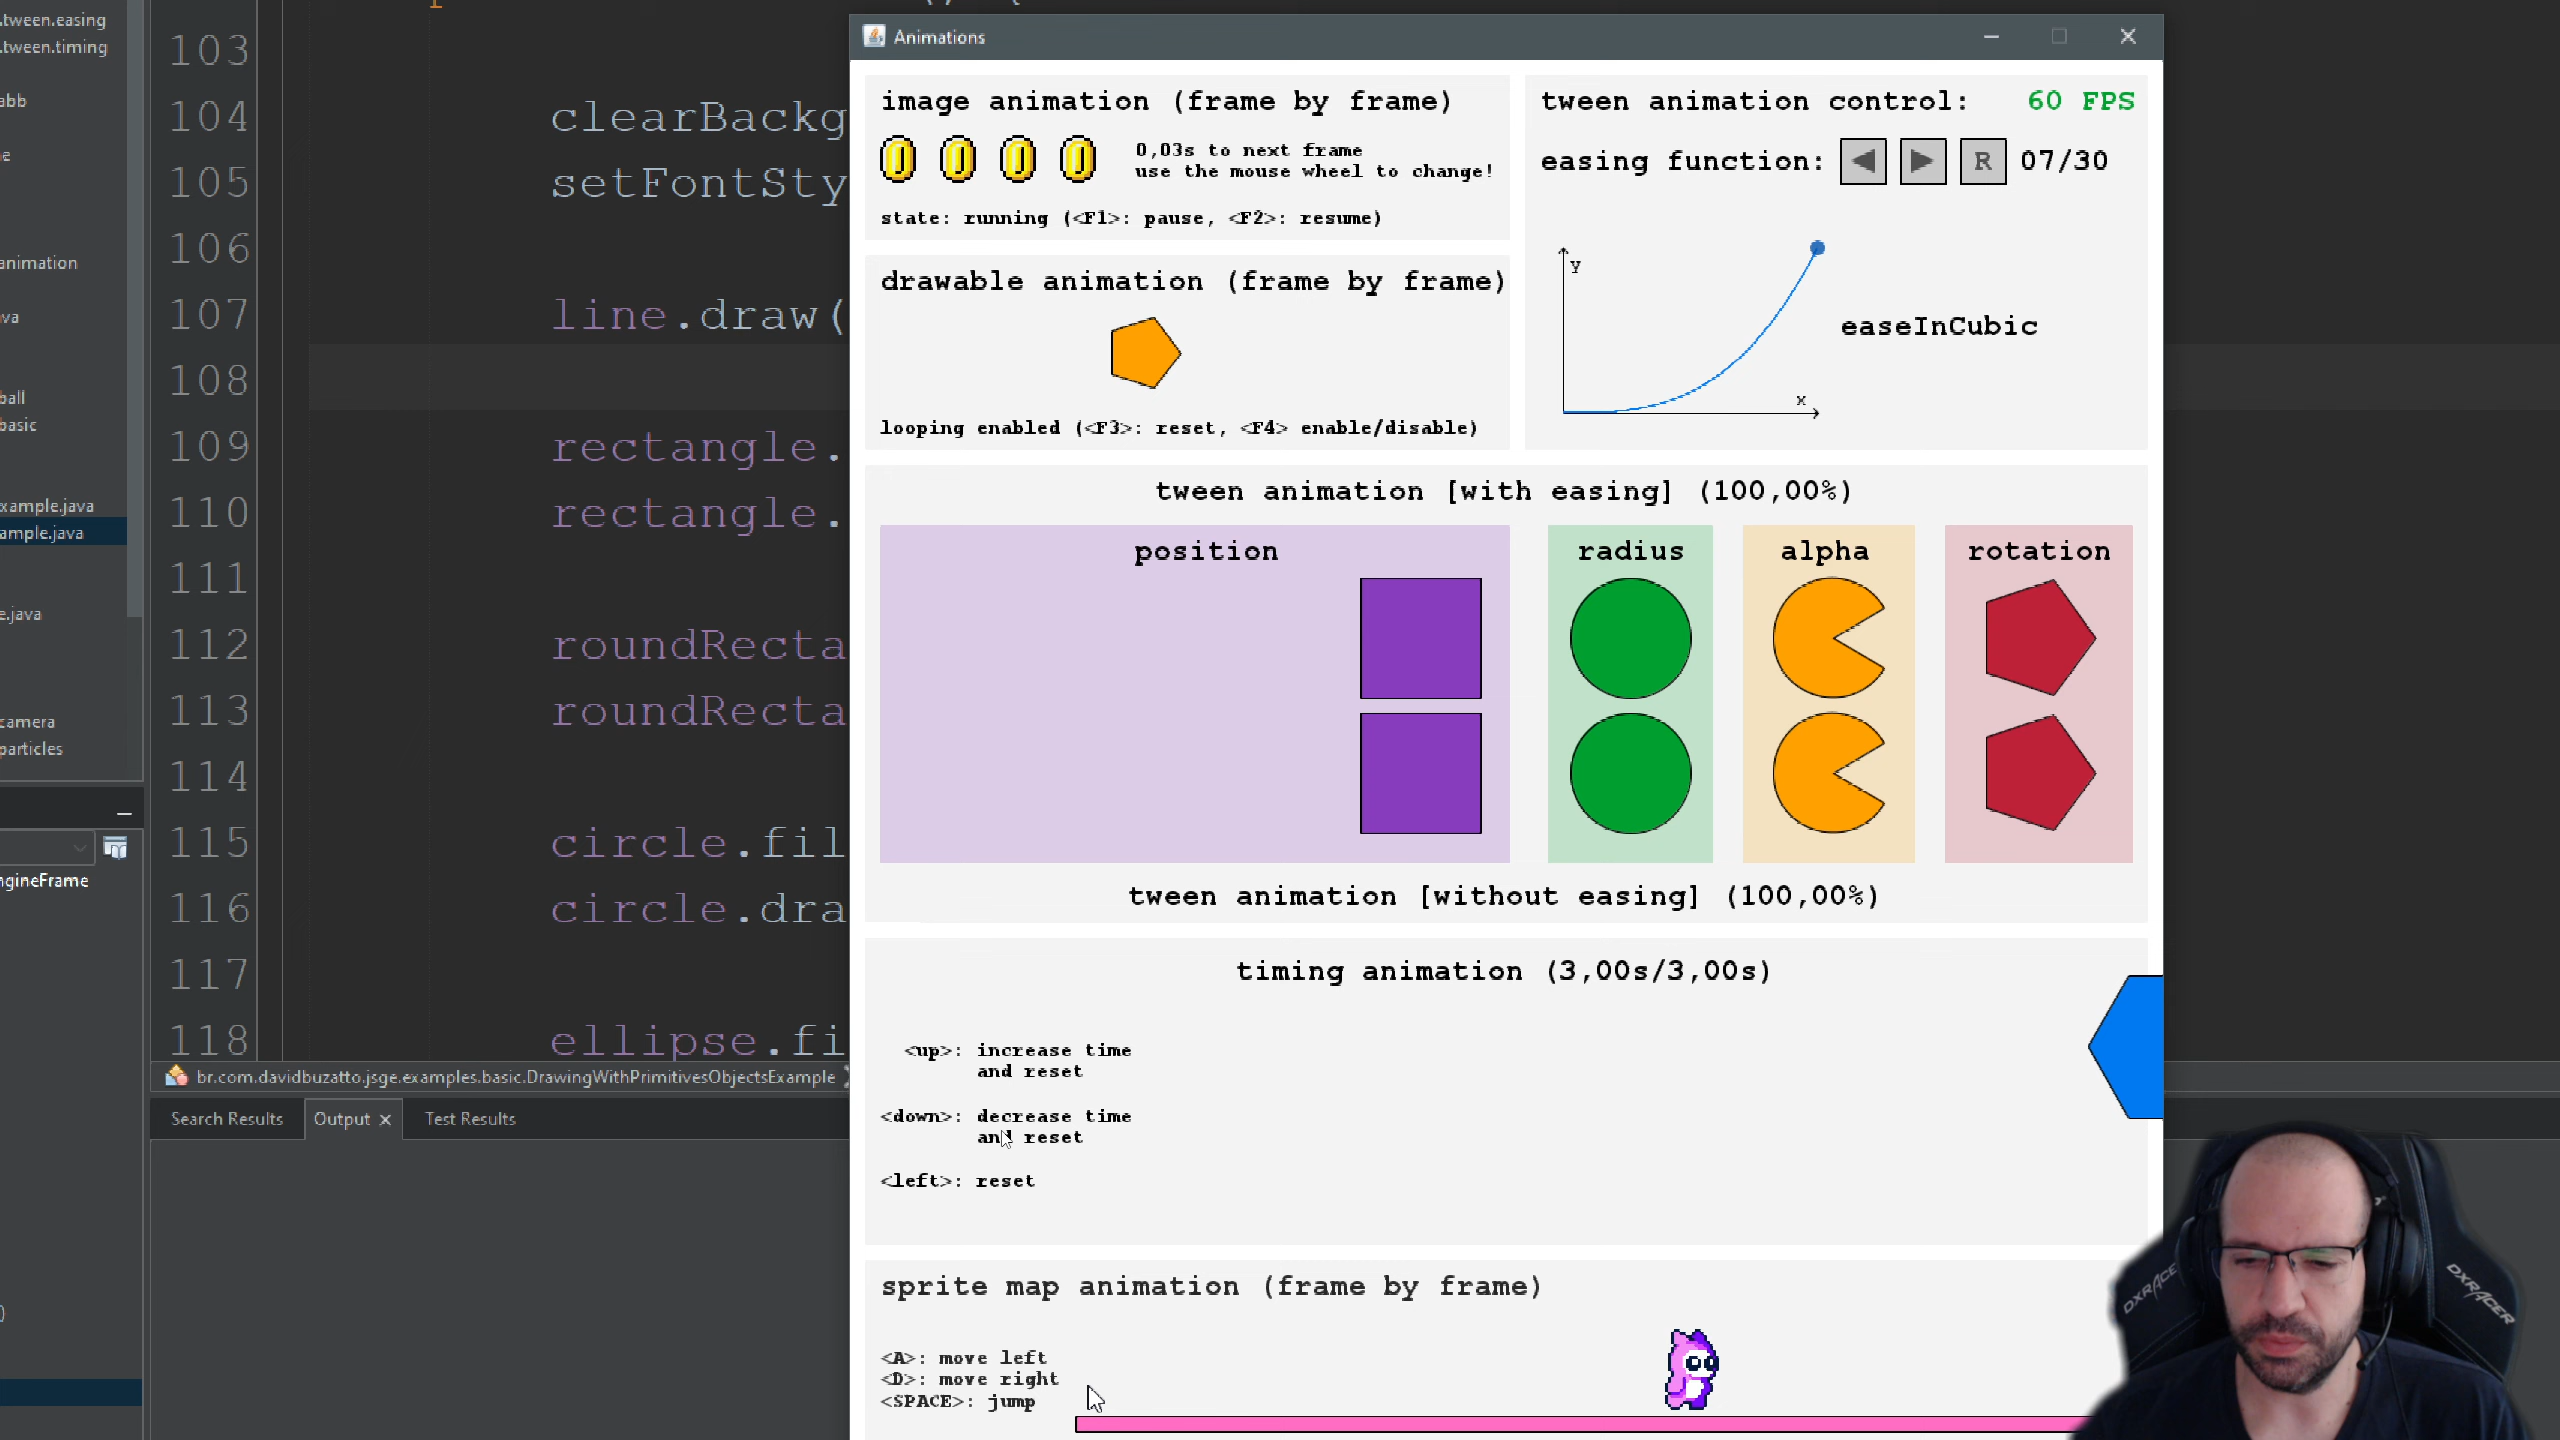 .tween.easing
.tween.timing
abb
e
animation
va
ball
basic
xample.java
ample.java
e.java
camera
particles
ngineFrame
)
103
104 clearBackg
105 setFontSty
106
107 line.draw(
108
109 rectangle.
110 rectangle.
111
112 roundRecta
113 roundRecta
114
115 circle.fil
116 circle.dra
117
118 ellipse.fi
br.com.davidbuzatto.jsge.examples.basic.DrawingWithPrimitivesObjectsExample
Search Results
Output
Test Results
Animations
image animation (frame by frame)
0,03s to next frame
use the mouse wheel to change!
state: running (<F1>: pause, <F2>: resume)
tween animation control: 60 FPS
easing function: R 07/30
y
x
easeInCubic
drawable animation (frame by frame)
looping enabled (<F3>: reset, <F4> enable/disable)
tween animation [with easing] (100,00%)
position
radius
alpha
rotation
tween animation [without easing] (100,00%)
timing animation (3,00s/3,00s)
<up>: increase time
and reset
<down>: decrease time
and reset
<left>: reset
sprite map animation (frame by frame)
<A>: move left
<D>: move right
<SPACE>: jump
DXRACER
DXRACER